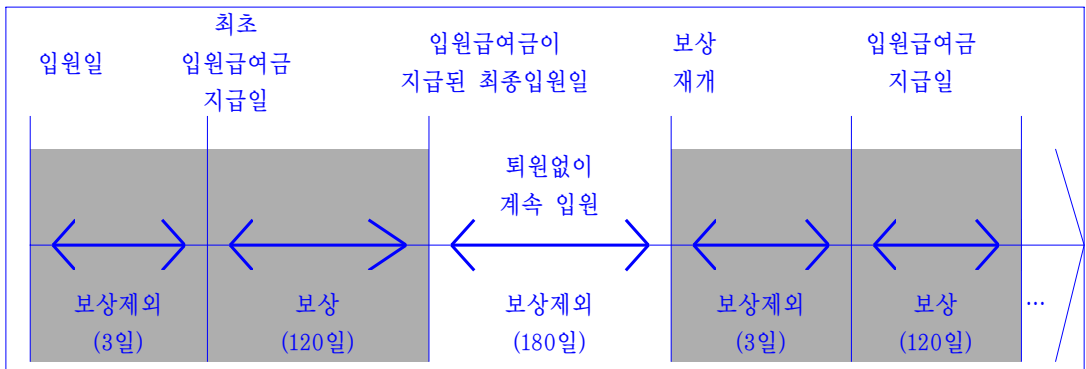 입원일
최초
입원급여금
지급일
입원급여금이
지급된 최종입원일
보상
재개
입원급여금
지급일
퇴원없이
계속 입원
보상제외
(3일)
보상
(120일)
보상제외
(180일)
보상제외
(3일)
보상
(120일)
…